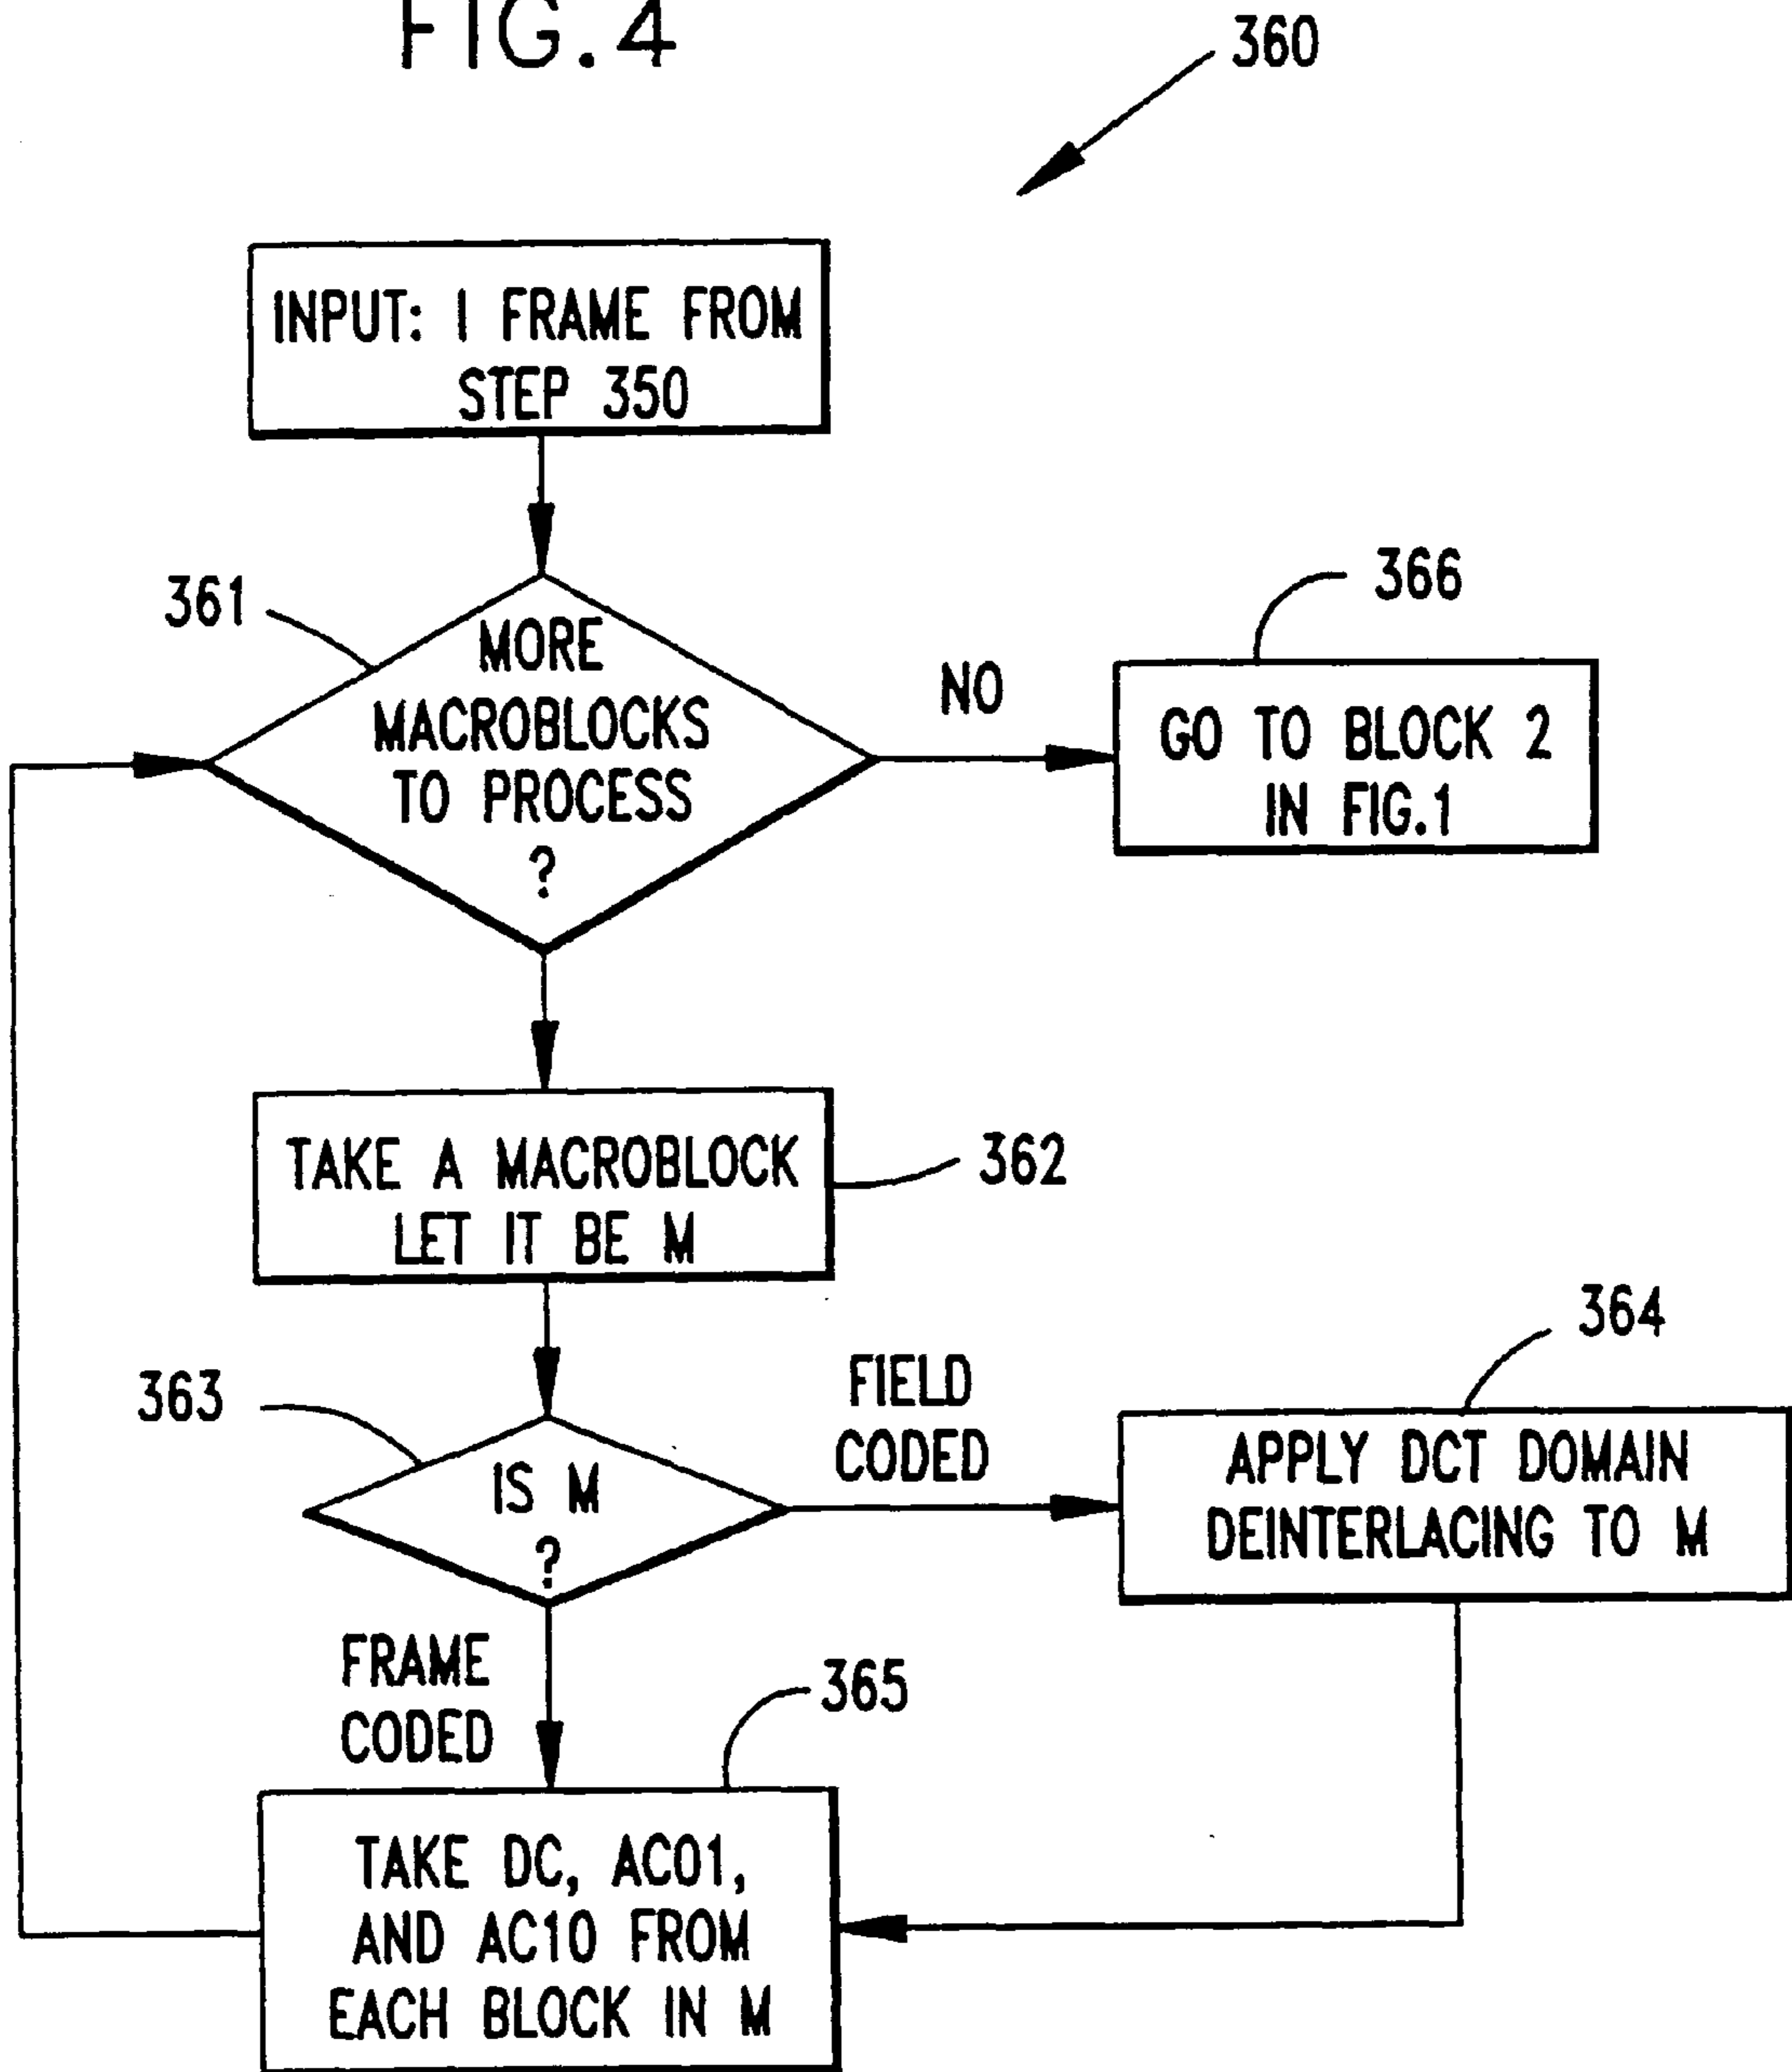 FIG.4
360
INPUT: I FRAME FROM
STEP 350
361
MORE
MACROBLOCKS
TO PROCESS
?
NO
366
GO TO BLOCK 2
IN FIG.1
TAKE A MACROBLOCK
LET IT BE M
362
363
IS M
?
FIELD
CODED
364
APPLY DCT DOMAIN
DEINTERLACING TO M
FRAME
CODED
365
TAKE DC, AC01,
AND AC10 FROM
EACH BLOCK IN M